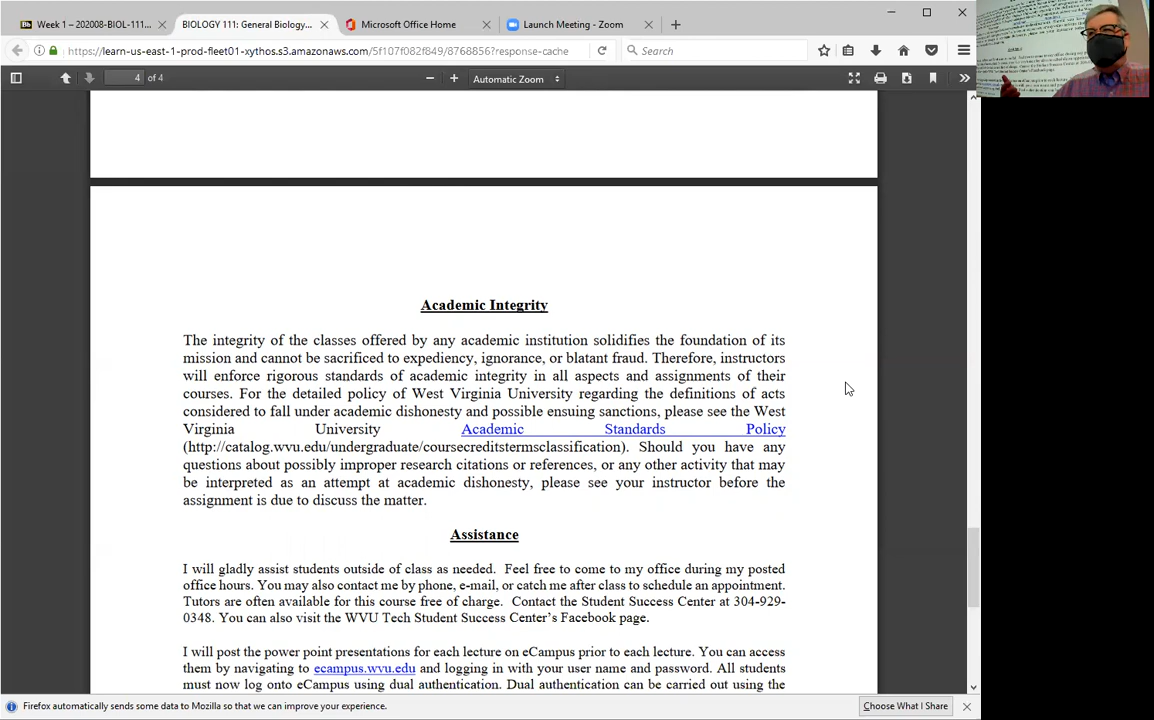 Week 1 – 202008-BIOL-111...
BIOLOGY 111: General Biology...
Microsoft Office Home
Launch Meeting - Zoom
https://learn-us-east-1-prod-fleet01-xythos.s3.amazonaws.com/5f107f082f849/8768856?response-cache
Search
4 of 4
Automatic Zoom
Academic Integrity
The integrity of the classes offered by any academic institution solidifies the foundation of its
mission and cannot be sacrificed to expediency, ignorance, or blatant fraud. Therefore, instructors
will enforce rigorous standards of academic integrity in all aspects and assignments of their
courses. For the detailed policy of West Virginia University regarding the definitions of acts
considered to fall under academic dishonesty and possible ensuing sanctions, please see the West
Virginia University Academic Standards Policy
(http://catalog.wvu.edu/undergraduate/coursecreditstermsclassification). Should you have any
questions about possibly improper research citations or references, or any other activity that may
be interpreted as an attempt at academic dishonesty, please see your instructor before the
assignment is due to discuss the matter.
Assistance
I will gladly assist students outside of class as needed. Feel free to come to my office during my posted
office hours. You may also contact me by phone, e-mail, or catch me after class to schedule an appointment.
Tutors are often available for this course free of charge. Contact the Student Success Center at 304-929-
0348. You can also visit the WVU Tech Student Success Center's Facebook page.
I will post the power point presentations for each lecture on eCampus prior to each lecture. You can access
them by navigating to ecampus.wvu.edu and logging in with your user name and password. All students
must now log onto eCampus using dual authentication. Dual authentication can be carried out using the
Firefox automatically sends some data to Mozilla so that we can improve your experience.
Choose What I Share